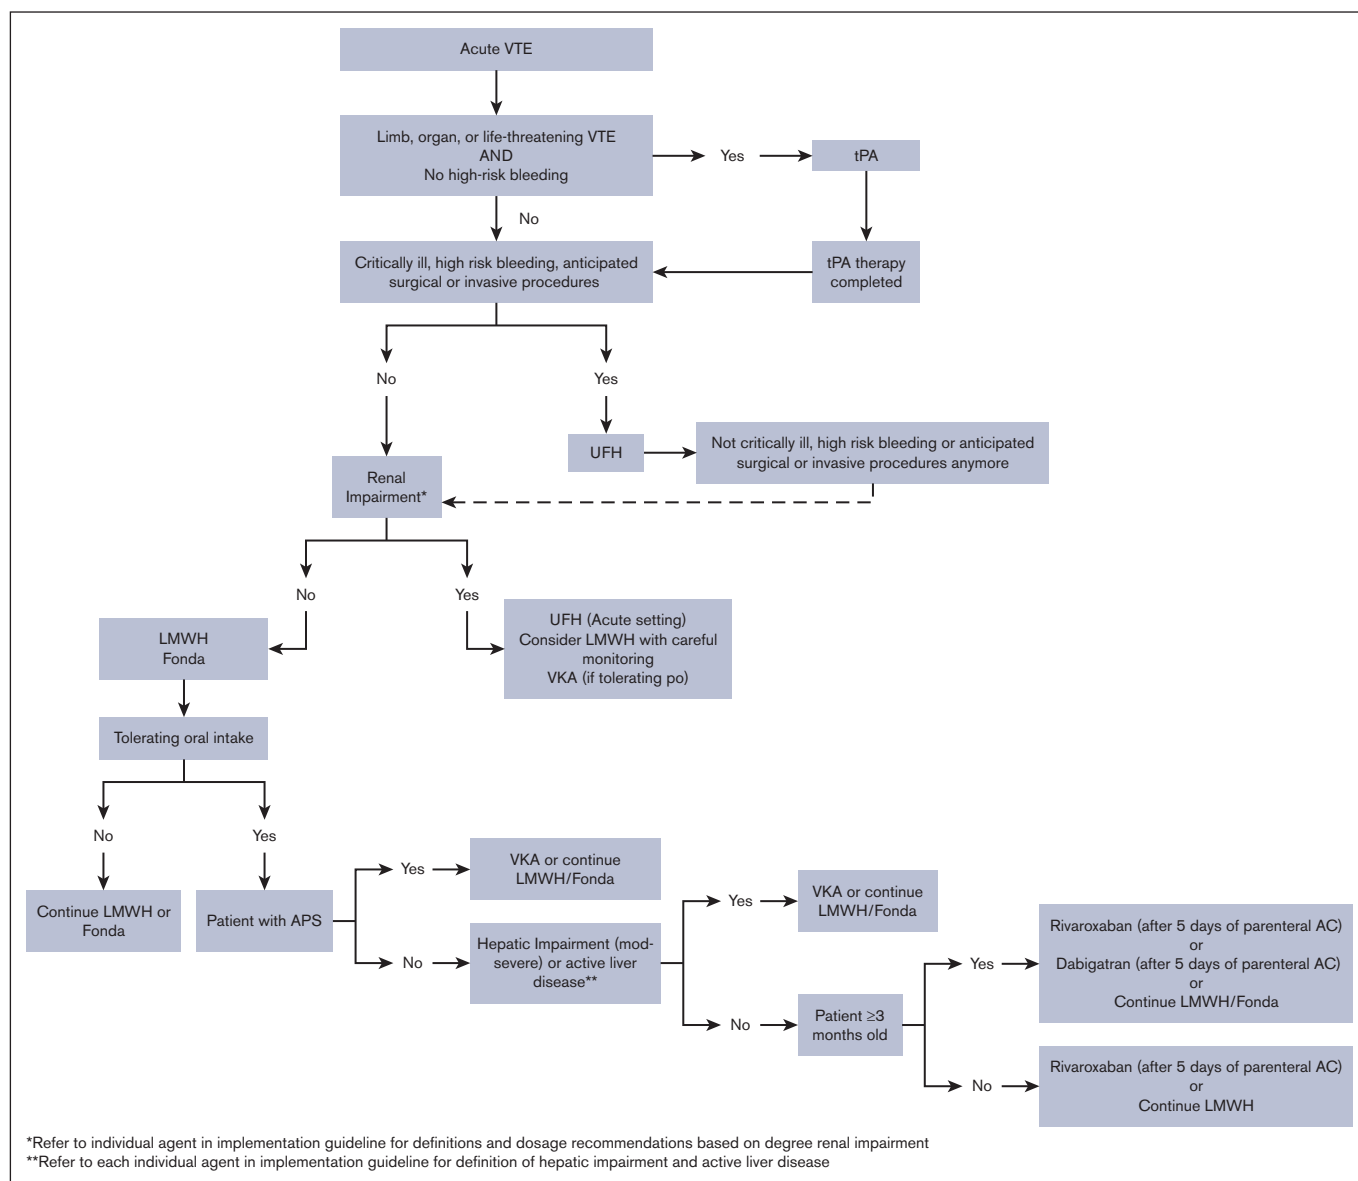 Acute VTE
Limb, organ, or life-threatening VTE
AND
No high-risk bleeding
Yes
tPA
No
Critically ill, high risk bleeding, anticipated
surgical or invasive procedures
tPA therapy
completed
No
Yes
UFH
Not critically ill, high risk bleeding or anticipated
surgical or invasive procedures anymore
Renal
Impairment*
No
Yes
LMWH
Fonda
UFH (Acute setting)
Consider LMWH with careful
monitoring
VKA (if tolerating po)
Tolerating oral intake
No
Yes
Continue LMWH or
Fonda
Patient with APS
Yes
VKA or continue
LMWH/Fonda
No
Hepatic Impairment (mod-
severe) or active liver
disease**
Yes
VKA or continue
LMWH/Fonda
No
Patient ≥3
months old
Yes
Rivaroxaban (after 5 days of parenteral AC)
or
Dabigatran (after 5 days of parenteral AC)
or
Continue LMWH/Fonda
No
Rivaroxaban (after 5 days of parenteral AC)
or
Continue LMWH
*Refer to individual agent in implementation guideline for definitions and dosage recommendations based on degree renal impairment
**Refer to each individual agent in implementation guideline for definition of hepatic impairment and active liver disease